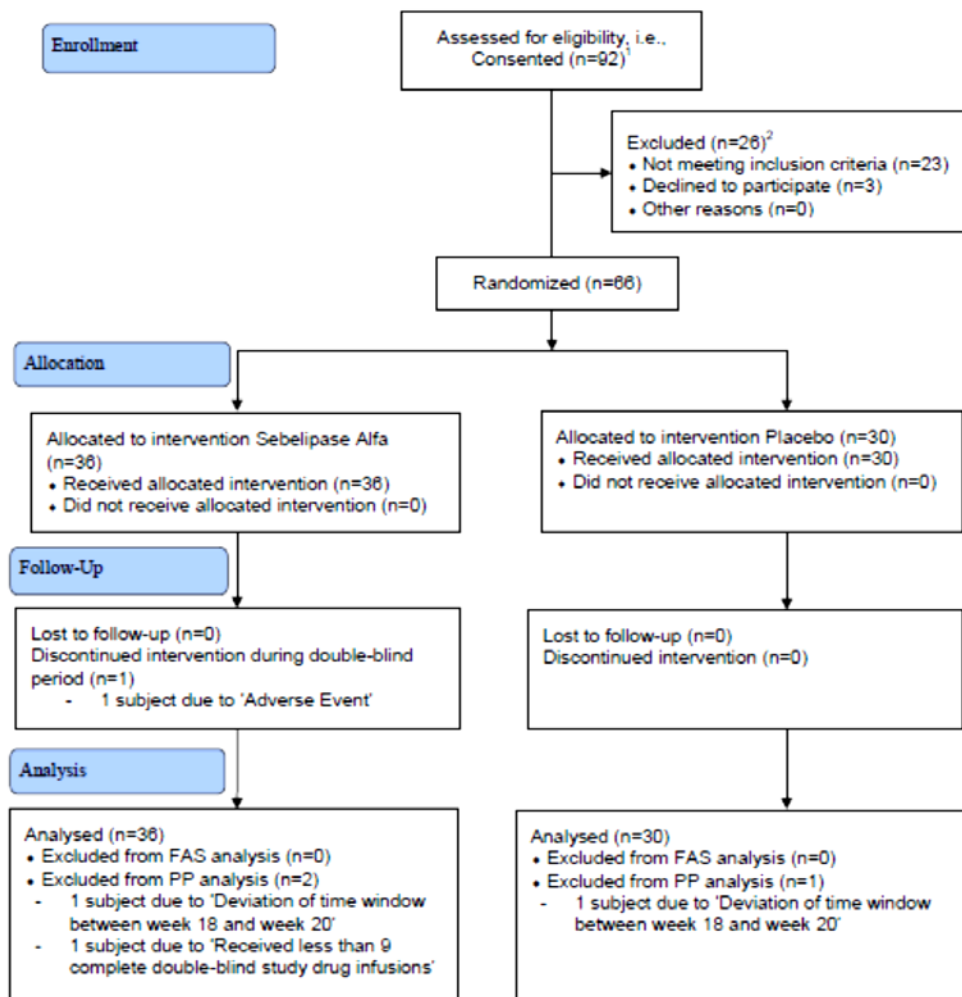 Enrollment
Assessed for eligibility, i.e.,
Consented (n=92)1
Excluded (n=26)2
• Not meeting inclusion criteria (n=23)
• Declined to participate (n=3)
• Other reasons (n=0)
Randomized (n=66)
Allocation
Allocated to intervention Sebelipase Alfa
(n=36)
• Received allocated intervention (n=36)
• Did not receive allocated intervention (n=0)
Allocated to intervention Placebo (n=30)
• Received allocated intervention (n=30)
• Did not receive allocated intervention (n=0)
Follow-Up
Lost to follow-up (n=0)
Discontinued intervention during double-blind
period (n=1)
- 1 subject due to 'Adverse Event'
Lost to follow-up (n=0)
Discontinued intervention (n=0)
Analysis
Analysed (n=36)
• Excluded from FAS analysis (n=0)
• Excluded from PP analysis (n=2)
- 1 subject due to 'Deviation of time window
between week 18 and week 20'
- 1 subject due to 'Received less than 9
complete double-blind study drug infusions'
Analysed (n=30)
• Excluded from FAS analysis (n=0)
• Excluded from PP analysis (n=1)
- 1 subject due to 'Deviation of time window
between week 18 and week 20'